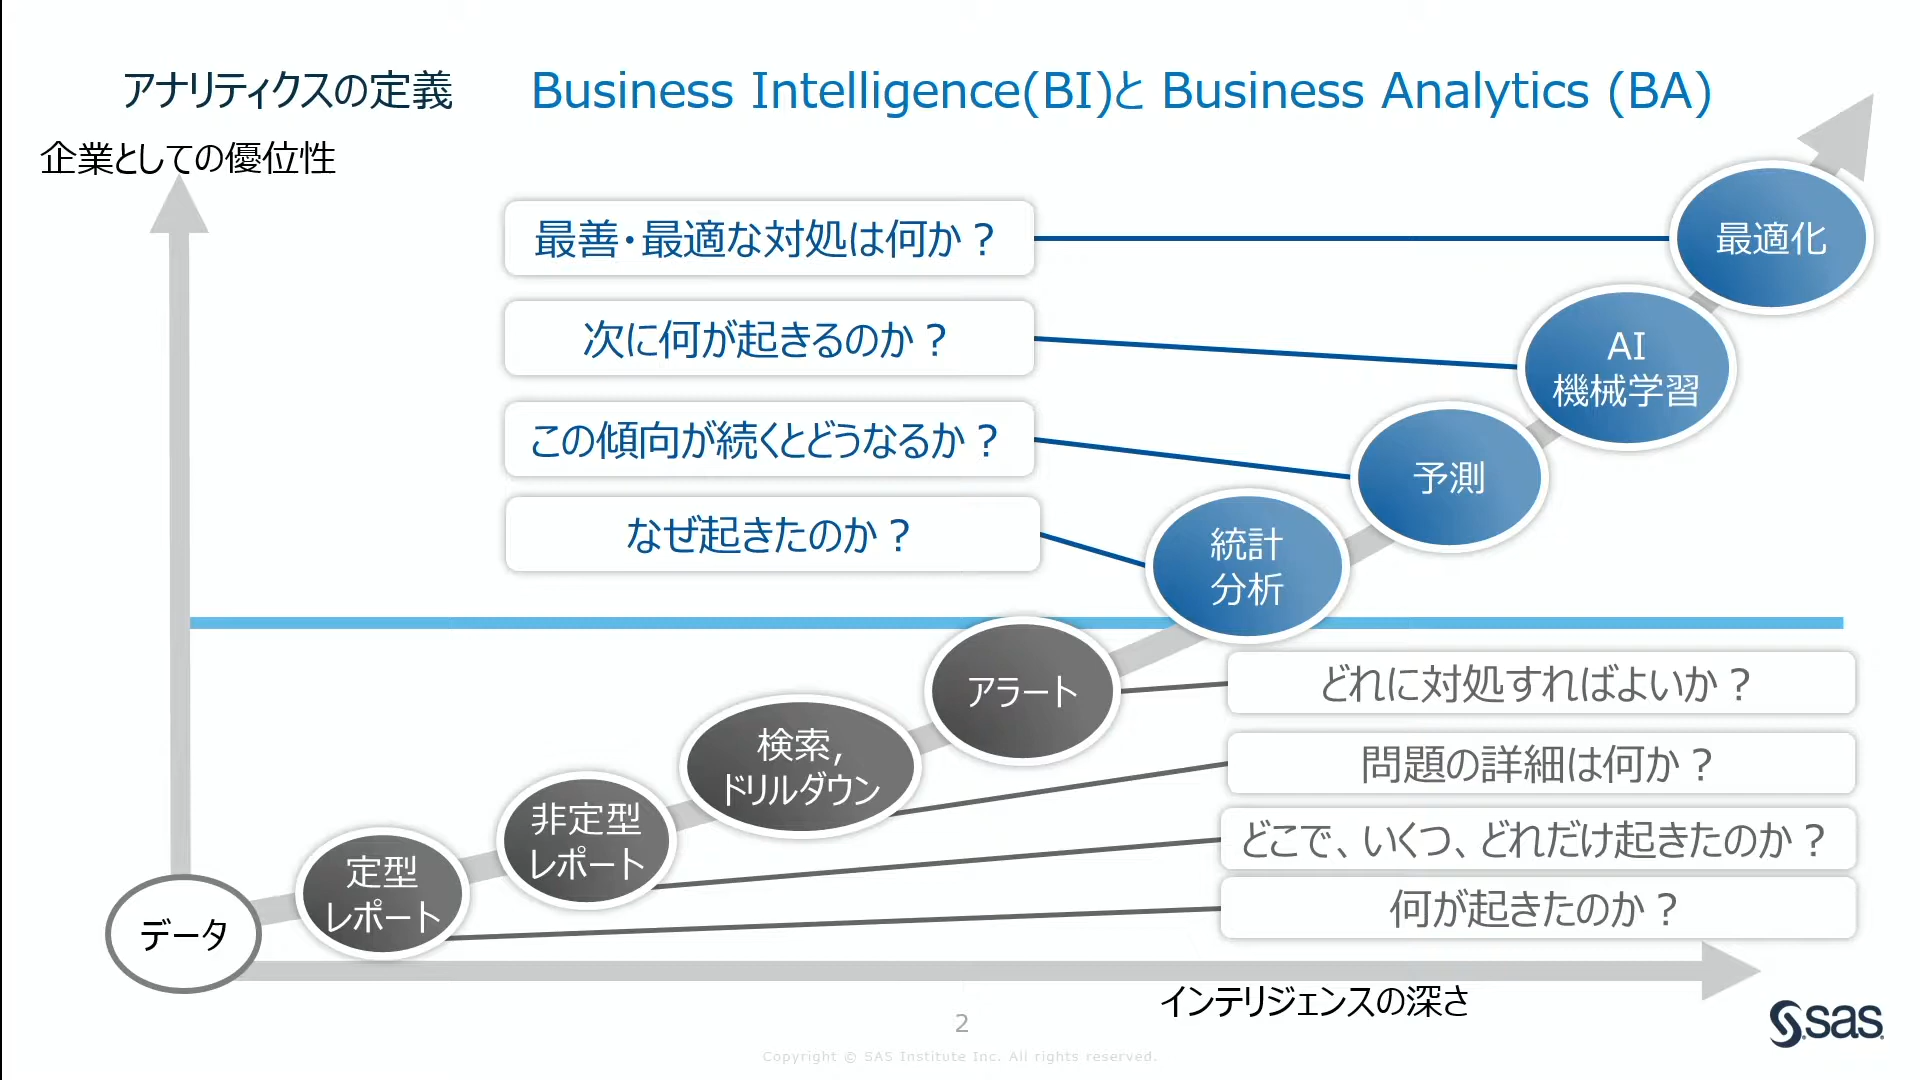 アナリティクスの定義
Business Intelligence(BI)と Business Analytics (BA)
企業としての優位性
最善・最適な対処は何か？
最適化
次に何が起きるのか？
AI
機械学習
この傾向が続くとどうなるか？
予測
なぜ起きたのか？
統計
分析
アラート
どれに対処すればよいか？
検索,
ドリルダウン
問題の詳細は何か？
非定型
レポート
どこで、いくつ、どれだけ起きたのか？
定型
レポート
何が起きたのか？
データ
インテリジェンスの深さ
2
sas
Copyright © SAS Institute Inc. All rights reserved.